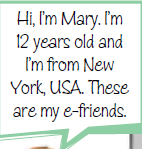 Hi, I'm Mary. I'm
12 years old and
I'm from New
York, USA. These
are my e-friends.